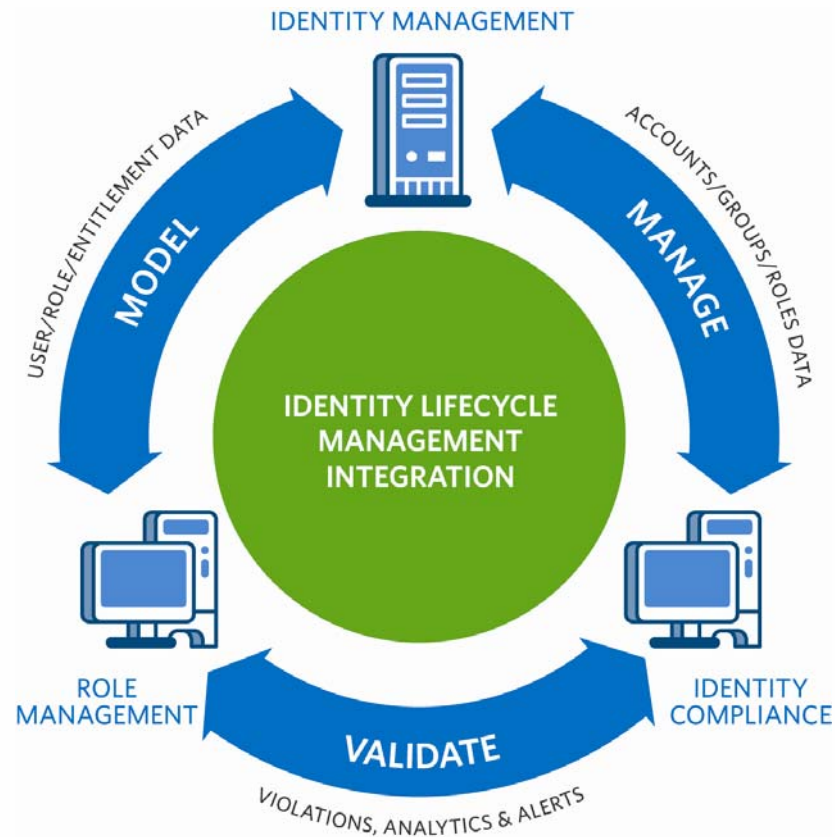 IDENTITY MANAGEMENT
USER/ROLE/ENTITLEMENT DATA
MODEL
ACCOUNTS/GROUPS/ROLES DATA
MANAGE
IDENTITY LIFECYCLE
MANAGEMENT
INTEGRATION
ROLE
MANAGEMENT
IDENTITY
COMPLIANCE
VALIDATE
VIOLATIONS, ANALYTICS & ALERTS